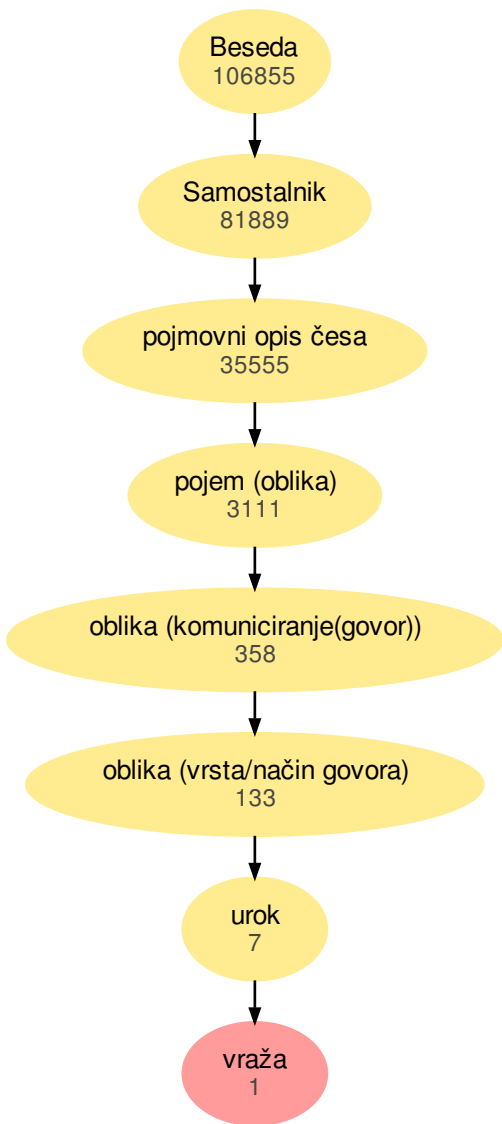 Beseda
106855
Samostalnik
81889
pojmovni opis česa
35555
pojem (oblika)
3111
oblika (komuniciranje(govor))
358
oblika (vrsta/način govora)
133
urok
7
vraža
1